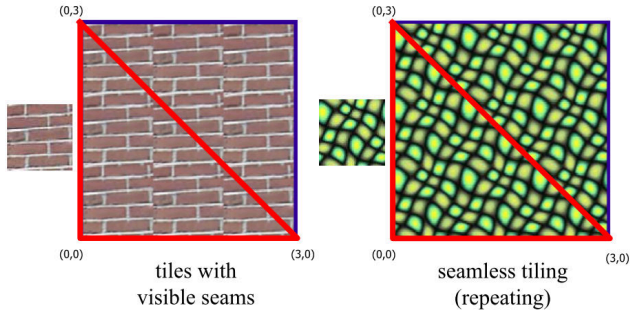 (0,3)
(0,3)
(0,0)
(3,0)
(0,0)
(3,0)
tiles with
visible seams
seamless tiling
(repeating)